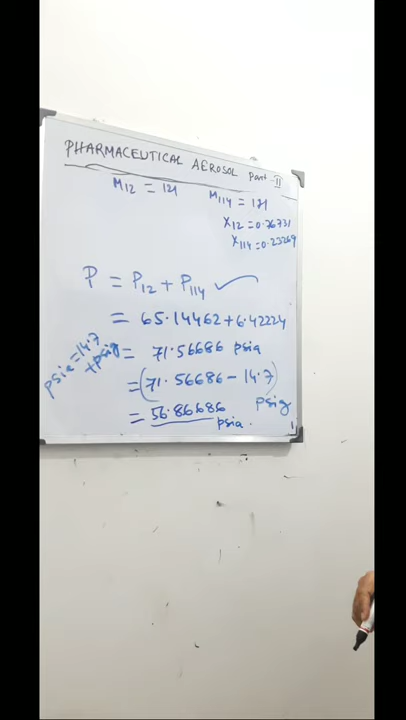 PHARMACEUTICAL AEROSOL Part II
M12 = 121 M114 = 171
X12 = 0.76731
X114 = 0.23269
P = P12 + P114
= 65.14462 + 6.42224
psia = 14.7 + psig
= 71.56686 psia
= (71.56686 - 14.7) psig
= 56.86686 psia.